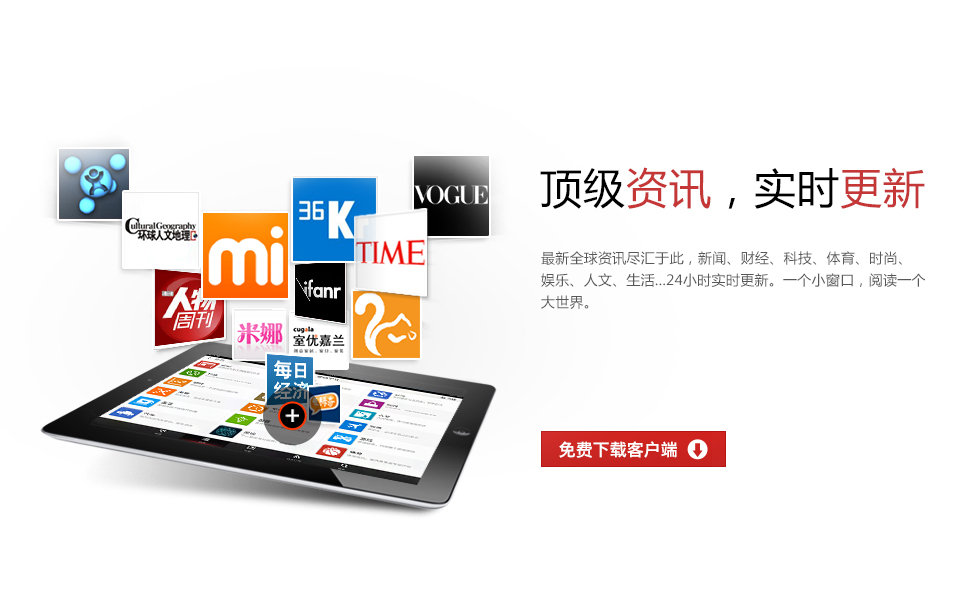 VOGUE
Cultural Geography
环球人文地理
36K
mi
TIME
ifanr
人物
周刊
米娜
cugala
室优嘉兰
每日
经济
顶级资讯，实时更新
最新全球资讯尽汇于此，新闻、财经、科技、体育、时尚、
娱乐、人文、生活...24小时实时更新。一个小窗口，阅读一个
大世界。
免费下载客户端